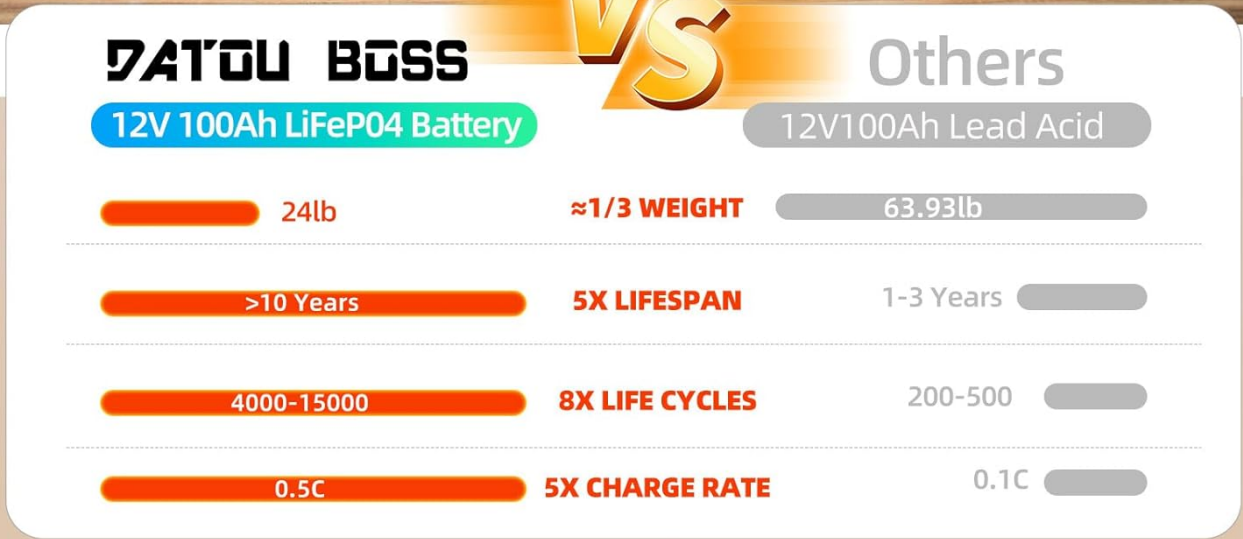 VS
DATOU BOSS
Others
12V 100Ah LiFeP04 Battery
12V100Ah Lead Acid
24lb
≈1/3 WEIGHT
63.93lb
>10 Years
5X LIFESPAN
1-3 Years
4000-15000
8X LIFE CYCLES
200-500
0.5C
5X CHARGE RATE
0.1C